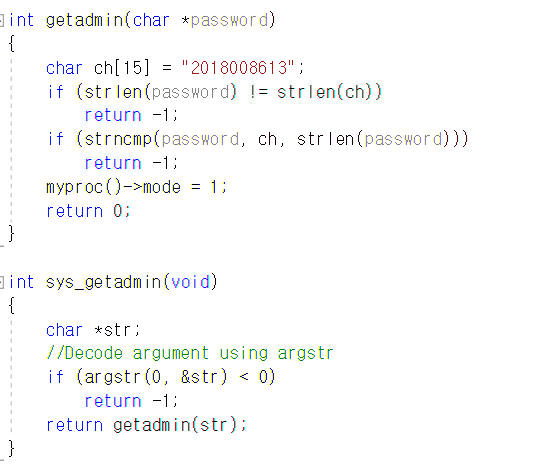 int getadmin(char *password)
{
    char ch[15] = "2018008613";
    if (strlen(password) != strlen(ch))
        return -1;
    if (strncmp(password, ch, strlen(password)))
        return -1;
    myproc()->mode = 1;
    return 0;
}
int sys_getadmin(void)
{
    char *str;
    //Decode argument using argstr
    if (argstr(0, &str) < 0)
        return -1;
    return getadmin(str);
}